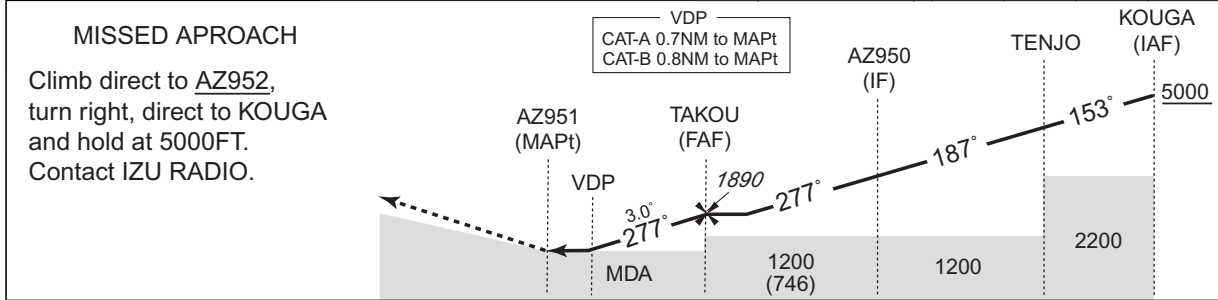 MISSED APROACH
Climb direct to AZ952,
turn right, direct to KOUGA
and hold at 5000FT.
Contact IZU RADIO.
VDP
CAT-A 0.7NM to MAPt
CAT-B 0.8NM to MAPt
AZ951
(MAPt)
VDP
TAKOU
(FAF)
AZ950
(IF)
TENJO
KOUGA
(IAF)
5000
153°
187°
277°
1890
3.0°
277°
MDA
1200
(746)
1200
2200